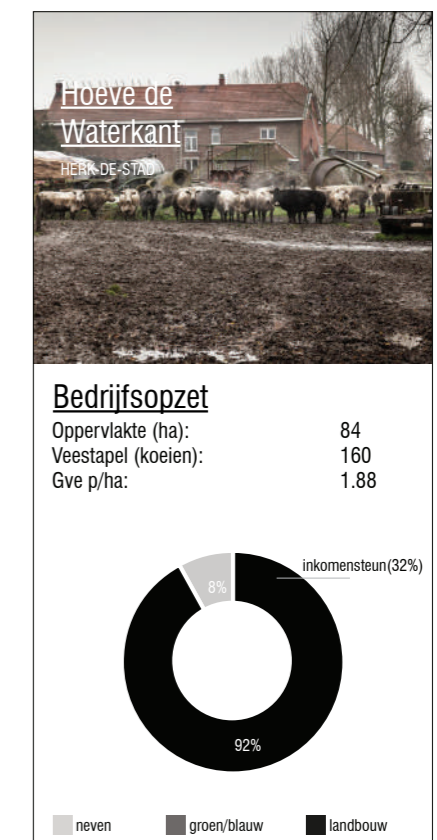 Hoeve de
Waterkant
HERK-DE-STAD
Bedrijfsopzet
Oppervlakte (ha): 84
Veestapel (koeien): 160
Gve p/ha: 1.88
inkomensteun(32%)
8%
92%
neven groen/blauw landbouw